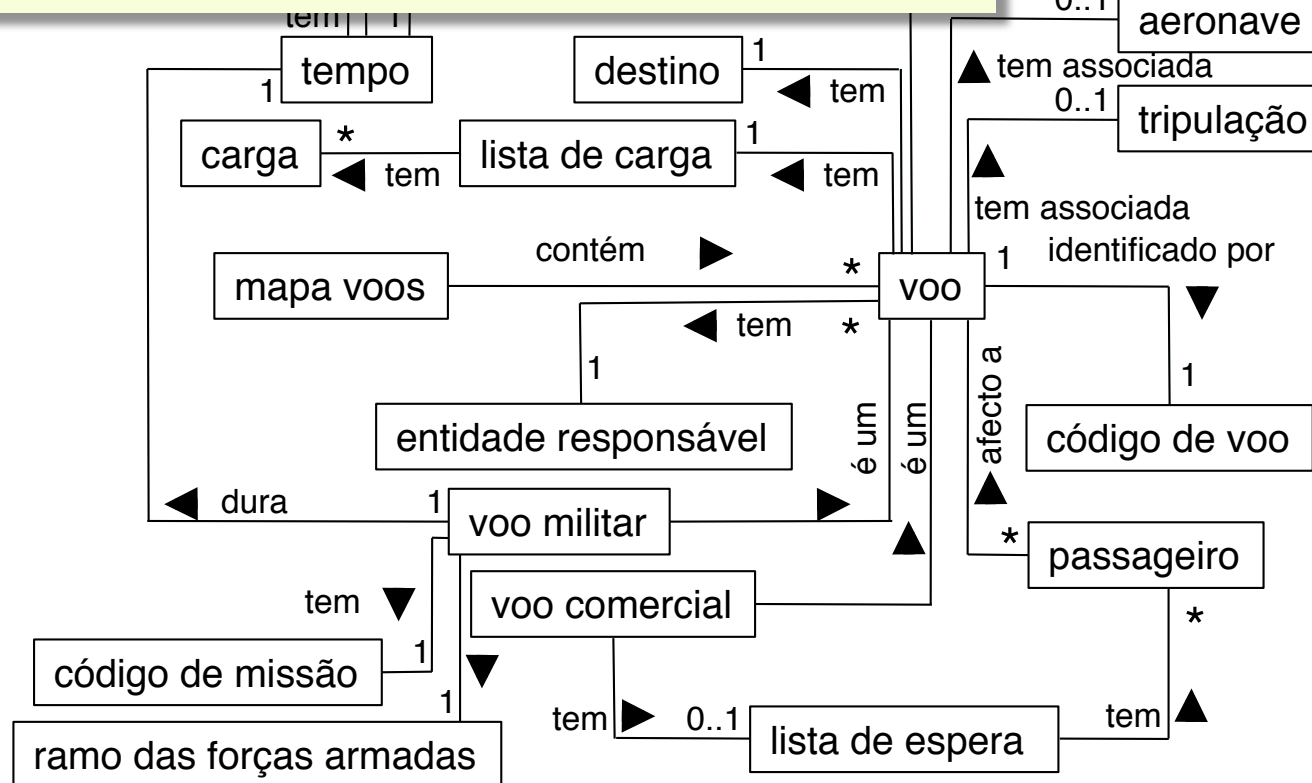 0..1
aeronave
tem 1
tempo
1
destino
1
tem
tem associada
0..1
tripulação
carga
*
tem
lista de carga
1
tem
tem associada
contém
identificado por
mapa voos
*
voo
1
tem
*
1
1
entidade responsável
é um
é um
afecto a
código de voo
dura
1
voo militar
*
passageiro
tem
voo comercial
*
código de missão
1
1
tem
0..1
lista de espera
tem
ramo das forças armadas